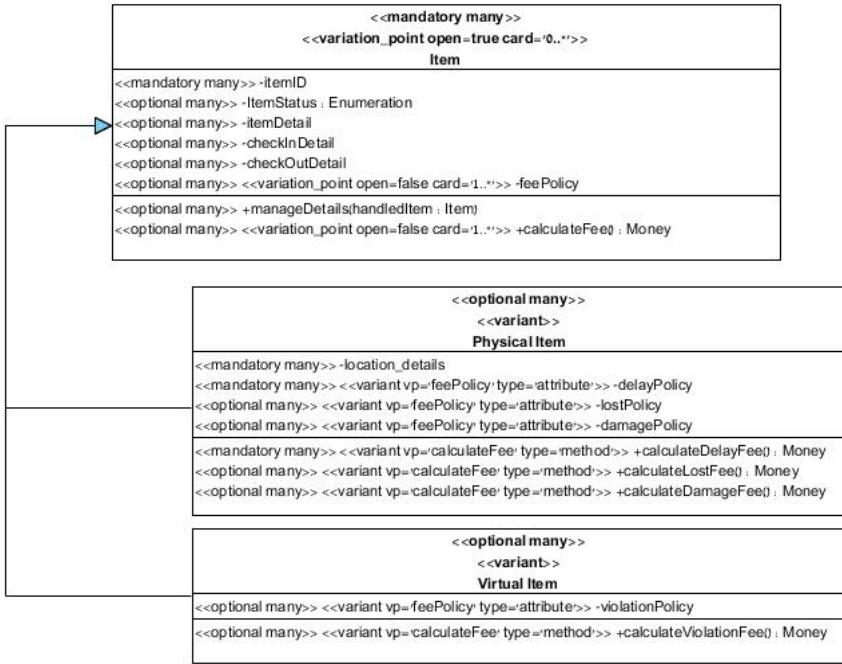 <<mandatory many>>
<<variation_point open=true card='0..*'>>
Item
<<mandatory many>> -itemID
<<optional many>> -ItemStatus : Enumeration
<<optional many>> -itemDetail
<<optional many>> -checkInDetail
<<optional many>> -checkOutDetail
<<optional many>> <<variation_point open=false card='1..*'>> -feePolicy
<<optional many>> +manageDetails(handledItem : Item)
<<optional many>> <<variation_point open=false card='1..*'>> +calculateFee() : Money
<<optional many>>
<<variant>>
Physical Item
<<mandatory many>> -location_details
<<mandatory many>> <<variant vp='feePolicy' type='attribute'>> -delayPolicy
<<optional many>> <<variant vp='feePolicy' type='attribute'>> -lostPolicy
<<optional many>> <<variant vp='feePolicy' type='attribute'>> -damagePolicy
<<mandatory many>> <<variant vp='calculateFee' type='method'>> +calculateDelayFee() : Money
<<optional many>> <<variant vp='calculateFee' type='method'>> +calculateLostFee() : Money
<<optional many>> <<variant vp='calculateFee' type='method'>> +calculateDamageFee() : Money
<<optional many>>
<<variant>>
Virtual Item
<<optional many>> <<variant vp='feePolicy' type='attribute'>> -violationPolicy
<<optional many>> <<variant vp='calculateFee' type='method'>> +calculateViolationFee() : Money